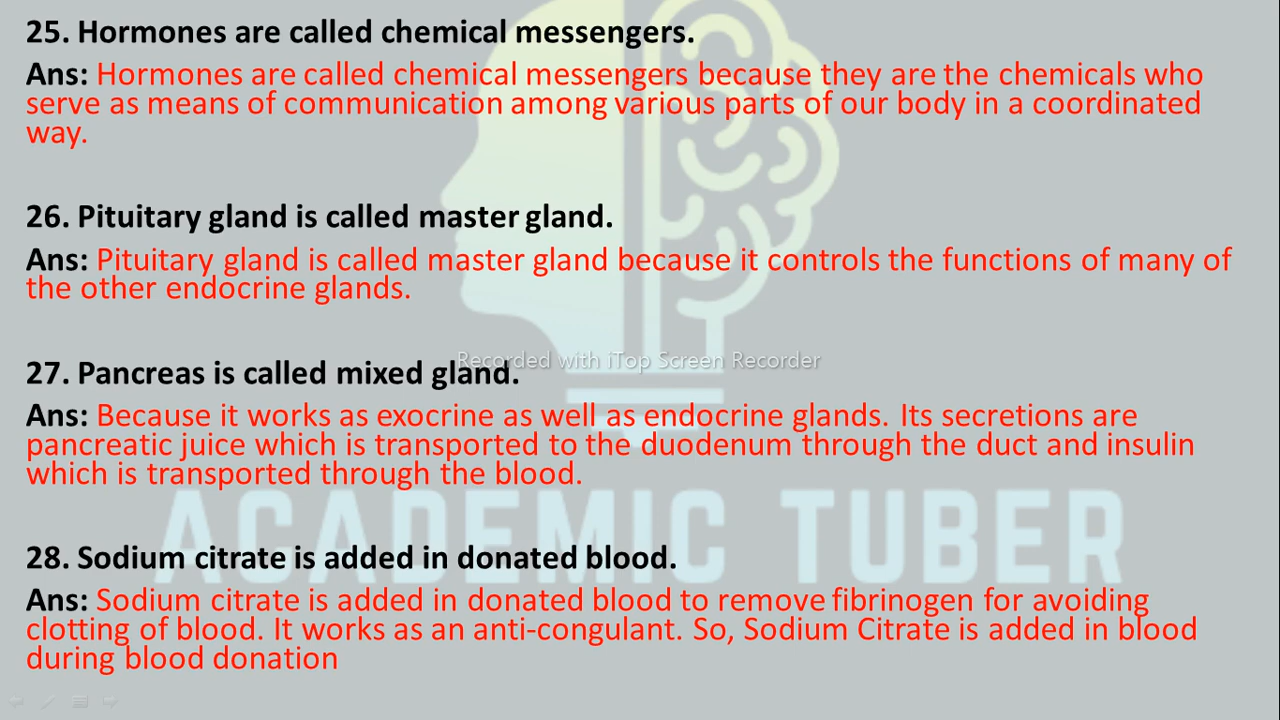 25. Hormones are called chemical messengers.
Ans: Hormones are called chemical messengers because they are the chemicals who
serve as means of communication among various parts of our body in a coordinated
way.
26. Pituitary gland is called master gland.
Ans: Pituitary gland is called master gland because it controls the functions of many of
the other endocrine glands.
Recorded with iTop Screen Recorder
27. Pancreas is called mixed gland.
Ans: Because it works as exocrine as well as endocrine glands. Its secretions are
pancreatic juice which is transported to the duodenum through the duct and insulin
which is transported through the blood.
ACADEMIC TUBER
28. Sodium citrate is added in donated blood.
Ans: Sodium citrate is added in donated blood to remove fibrinogen for avoiding
clotting of blood. It works as an anti-congulant. So, Sodium Citrate is added in blood
during blood donation